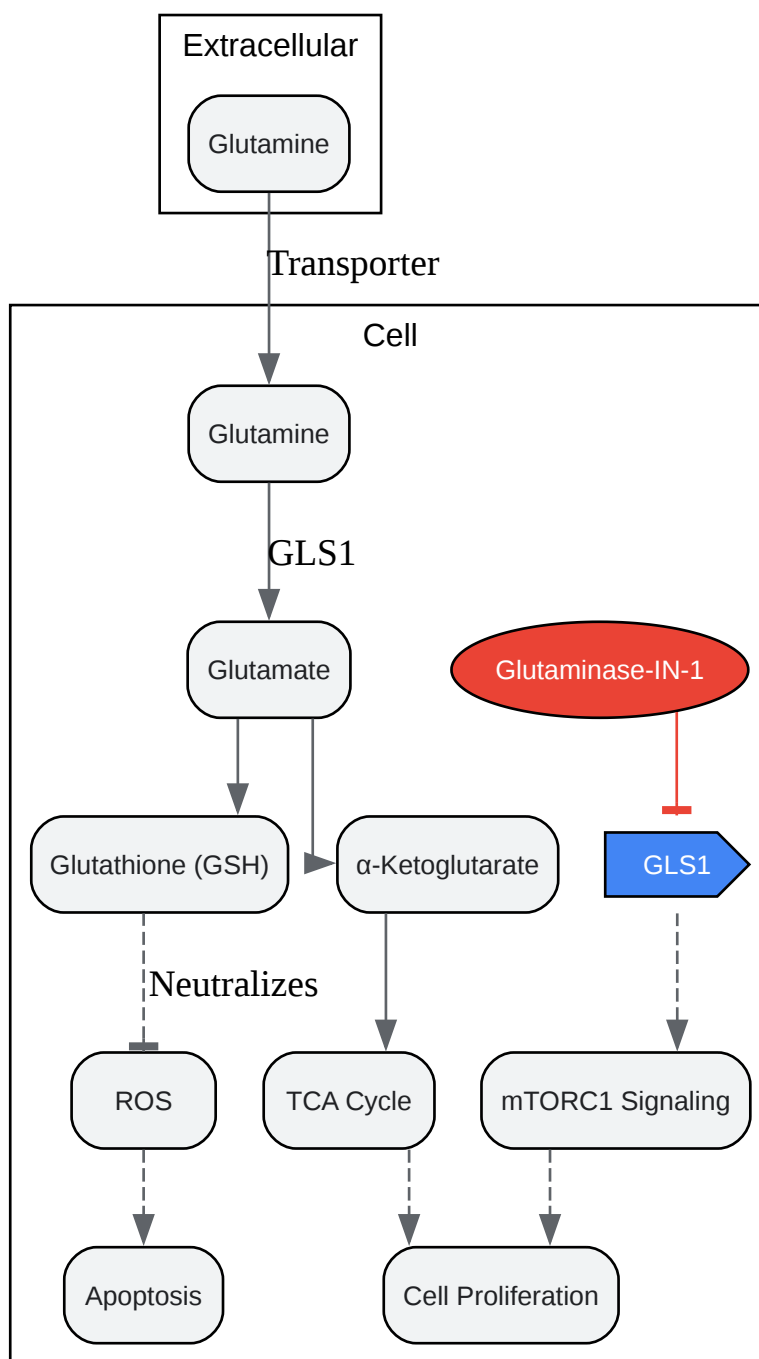 Extracellular
Glutamine
Transporter
Cell
Glutamine
GLS1
Glutamate
Glutaminase-IN-1
Glutathione (GSH)
α-Ketoglutarate
GLS1
Neutralizes
ROS
TCA Cycle
mTORC1 Signaling
Apoptosis
Cell Proliferation